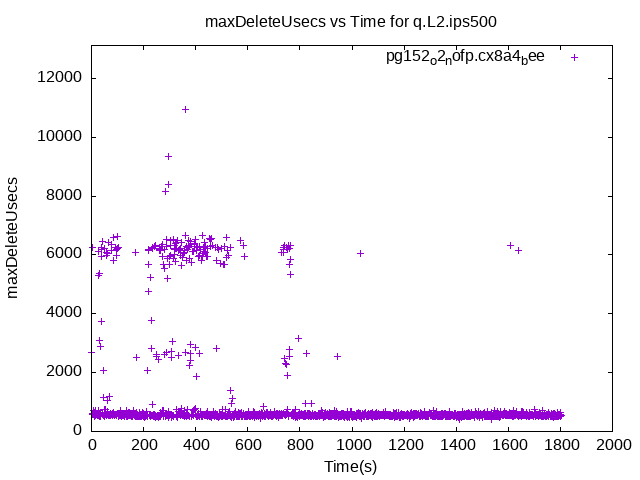 maxDeleteUsecs vs Time for q.L2.ips500
pg152o2nofp.cx8a4bee
12000
10000
8000
6000
4000
2000
0
maxDeleteUsecs
0 200 400 600 800 1000 1200 1400 1600 1800 2000
Time(s)